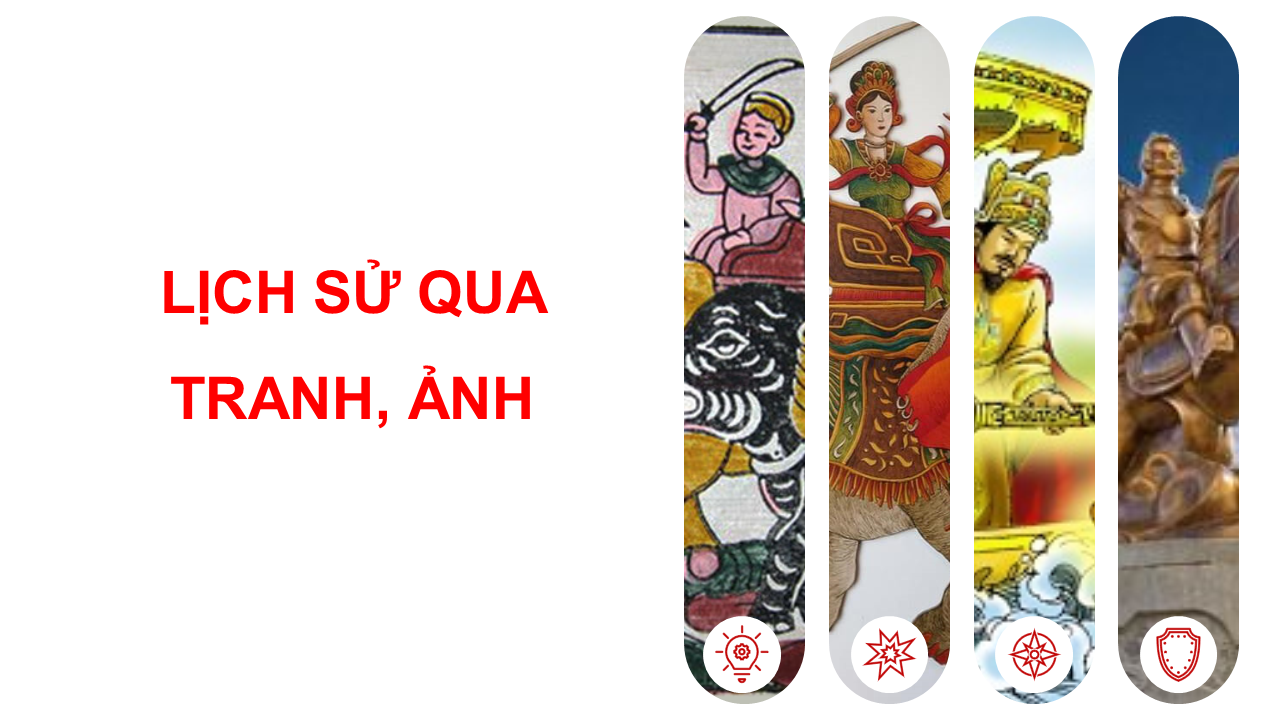 LỊCH SỬ QUA
TRANH, ẢNH